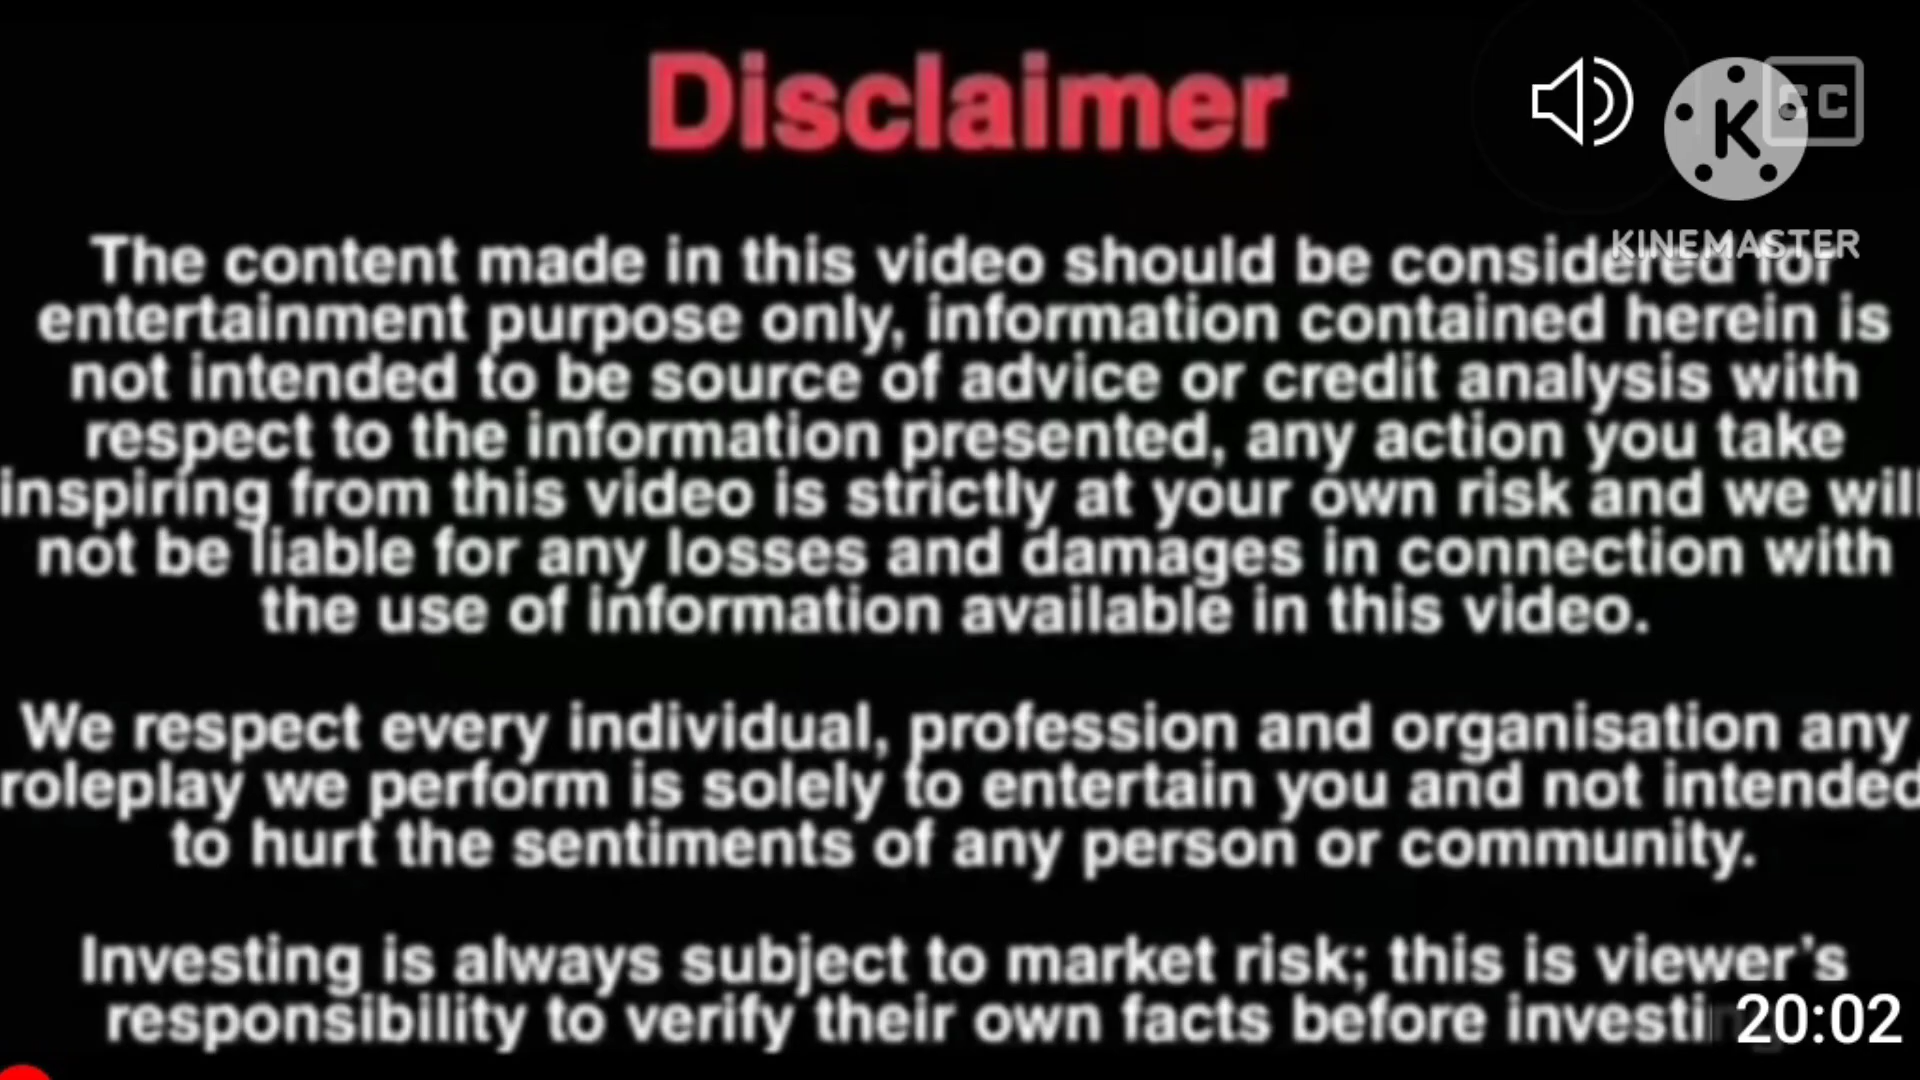 Disclaimer
CC
K
KINEMASTER
The content made in this video should be considered for
entertainment purpose only, information contained herein is
not intended to be source of advice or credit analysis with
respect to the information presented, any action you take
inspiring from this video is strictly at your own risk and we will
not be liable for any losses and damages in connection with
the use of information available in this video.
We respect every individual, profession and organisation any
roleplay we perform is solely to entertain you and not intended
to hurt the sentiments of any person or community.
Investing is always subject to market risk; this is viewer's
responsibility to verify their own facts before investing
20:02